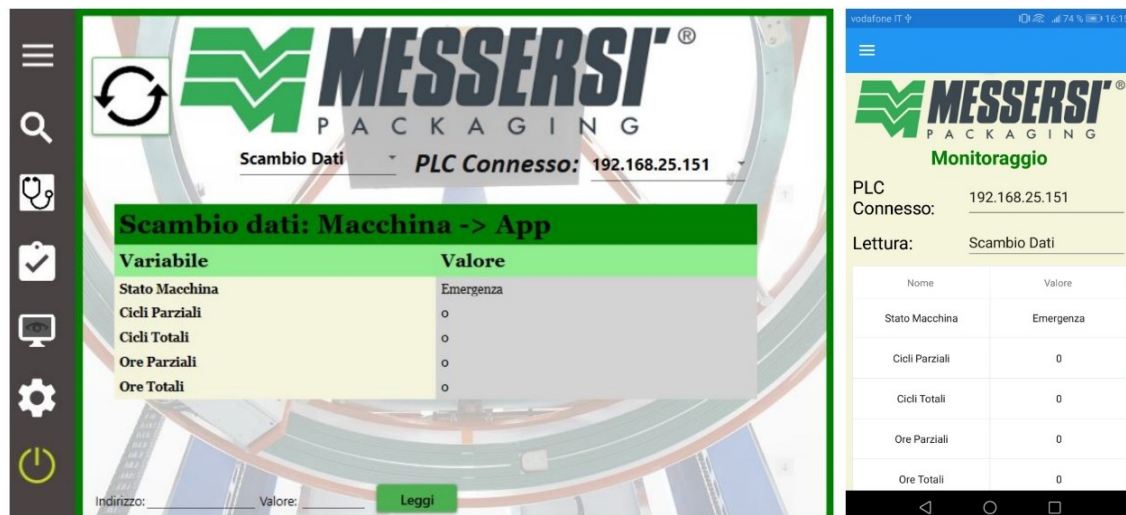 MESSERSI®
PACKAGING
Scambio Dati
PLC Connesso: 192.168.25.151
Scambio dati: Macchina -> App
Variabile Valore
Stato Macchina Emergenza
Cicli Parziali 0
Cicli Totali 0
Ore Parziali 0
Ore Totali 0
Indirizzo: Valore: Leggi
vodafone IT 74 % 16:15
MESSERSI®
PACKAGING
Monitoraggio
PLC Connesso: 192.168.25.151
Lettura: Scambio Dati
Nome Valore
Stato Macchina Emergenza
Cicli Parziali 0
Cicli Totali 0
Ore Parziali 0
Ore Totali 0